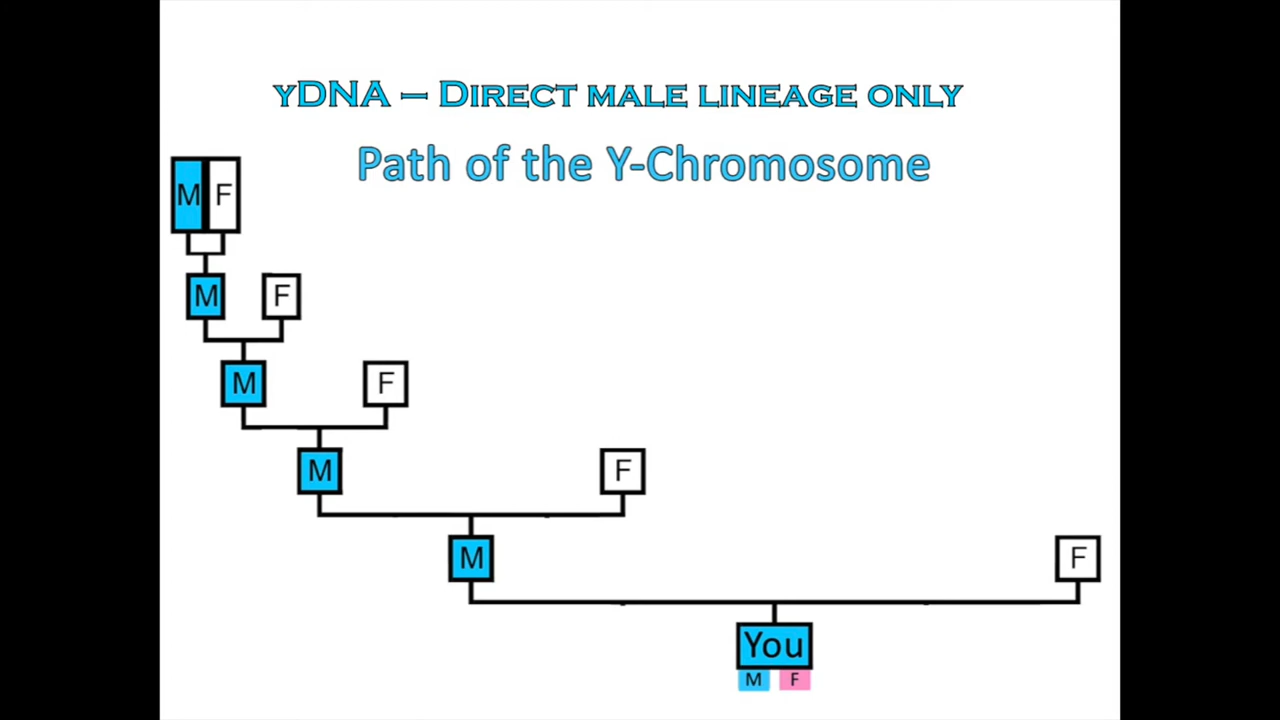 yDNA – Direct male lineage only
Path of the Y-Chromosome
M F
M F
M F
M F
M F
You
M F